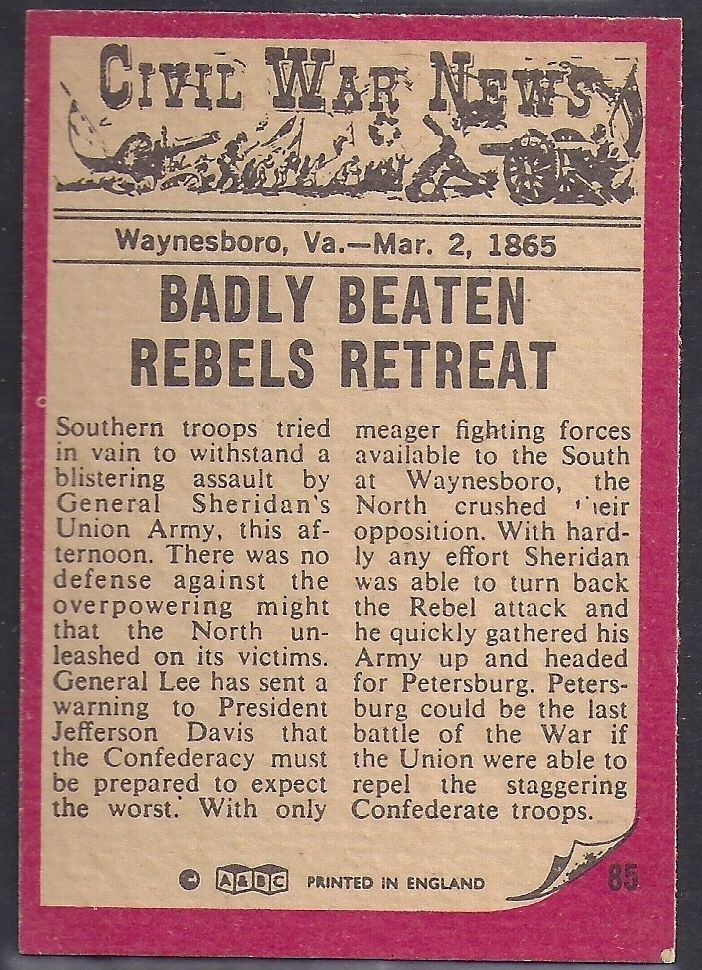 CIVIL WAR NEWS
Waynesboro, Va.—Mar. 2, 1865
BADLY BEATEN
REBELS RETREAT
Southern troops tried
in vain to withstand a
blistering assault by
General Sheridan's
Union Army, this af-
ternoon. There was no
defense against the
overpowering might
that the North un-
leashed on its victims.
General Lee has sent a
warning to President
Jefferson Davis that
the Confederacy must
be prepared to expect
the worst. With only
meager fighting forces
available to the South
at Waynesboro, the
North crushed their
opposition. With hard-
ly any effort Sheridan
was able to turn back
the Rebel attack and
he quickly gathered his
Army up and headed
for Petersburg. Peters-
burg could be the last
battle of the War if
the Union were able to
repel the staggering
Confederate troops.
© A&BC PRINTED IN ENGLAND
85